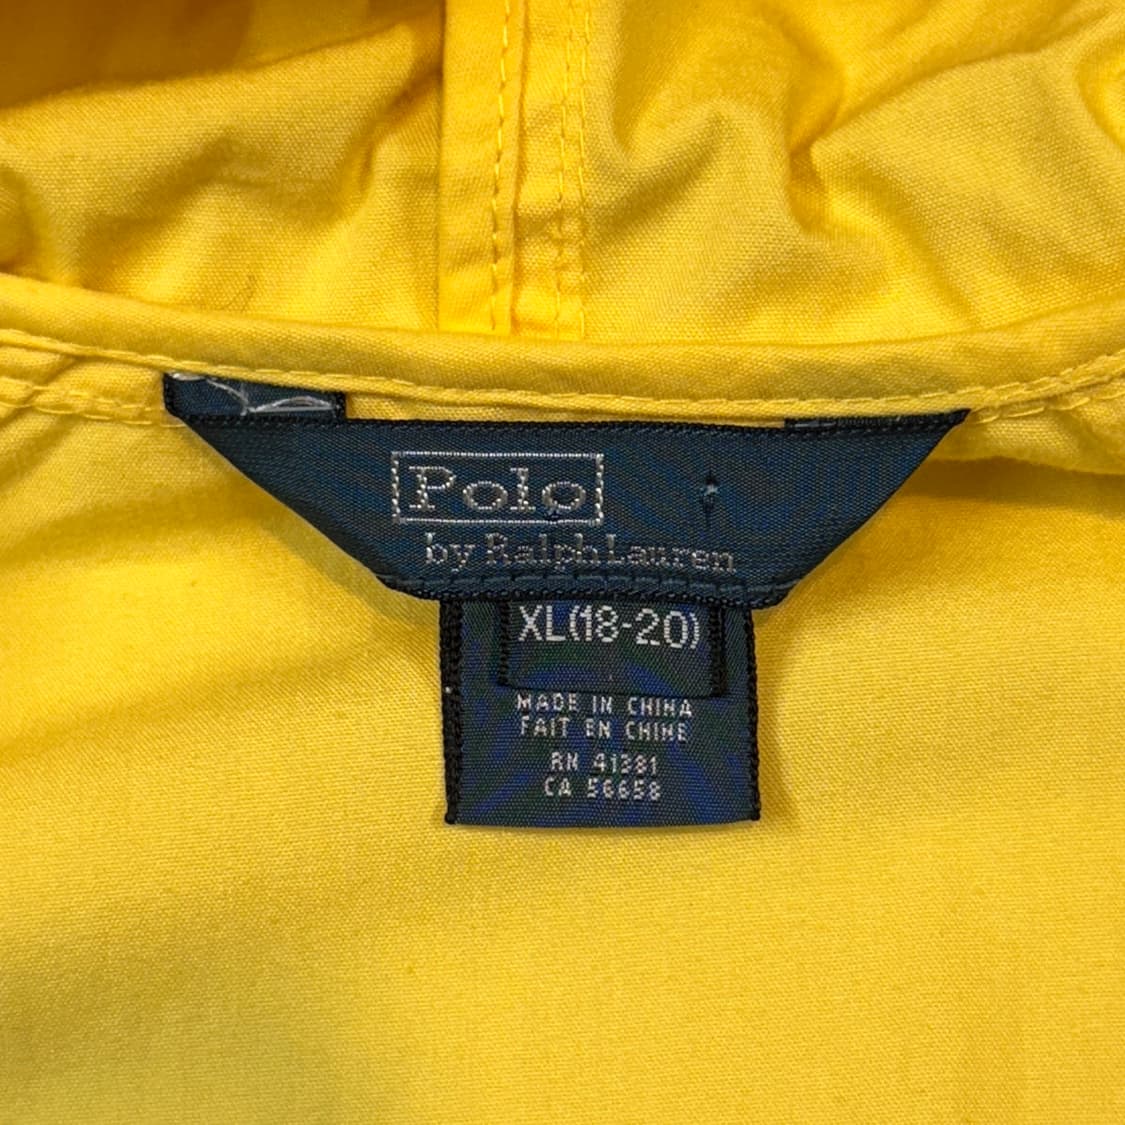 Polo
by Ralph Lauren
XL(18-20)
MADE IN CHINA
FAIT EN CHINE
RN 41381
CA 56658